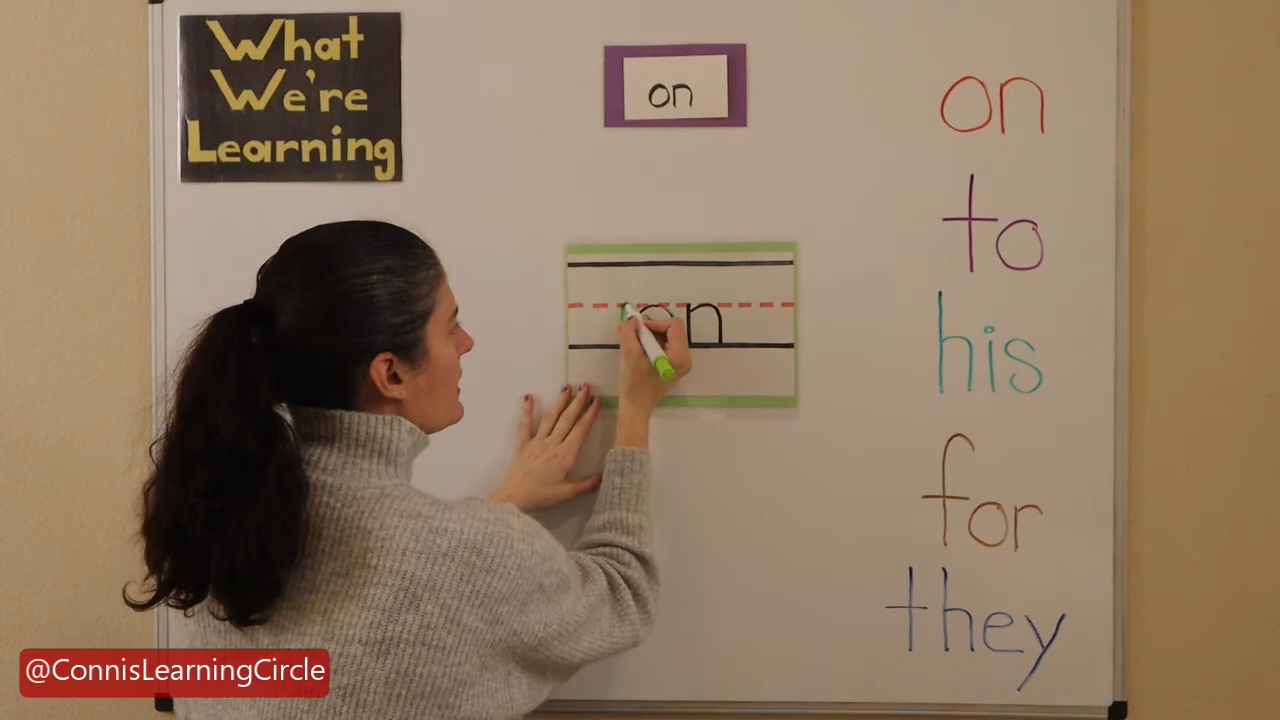 What
We're
Learning
on
on
on
to
his
for
they
@ConnisLearningCircle